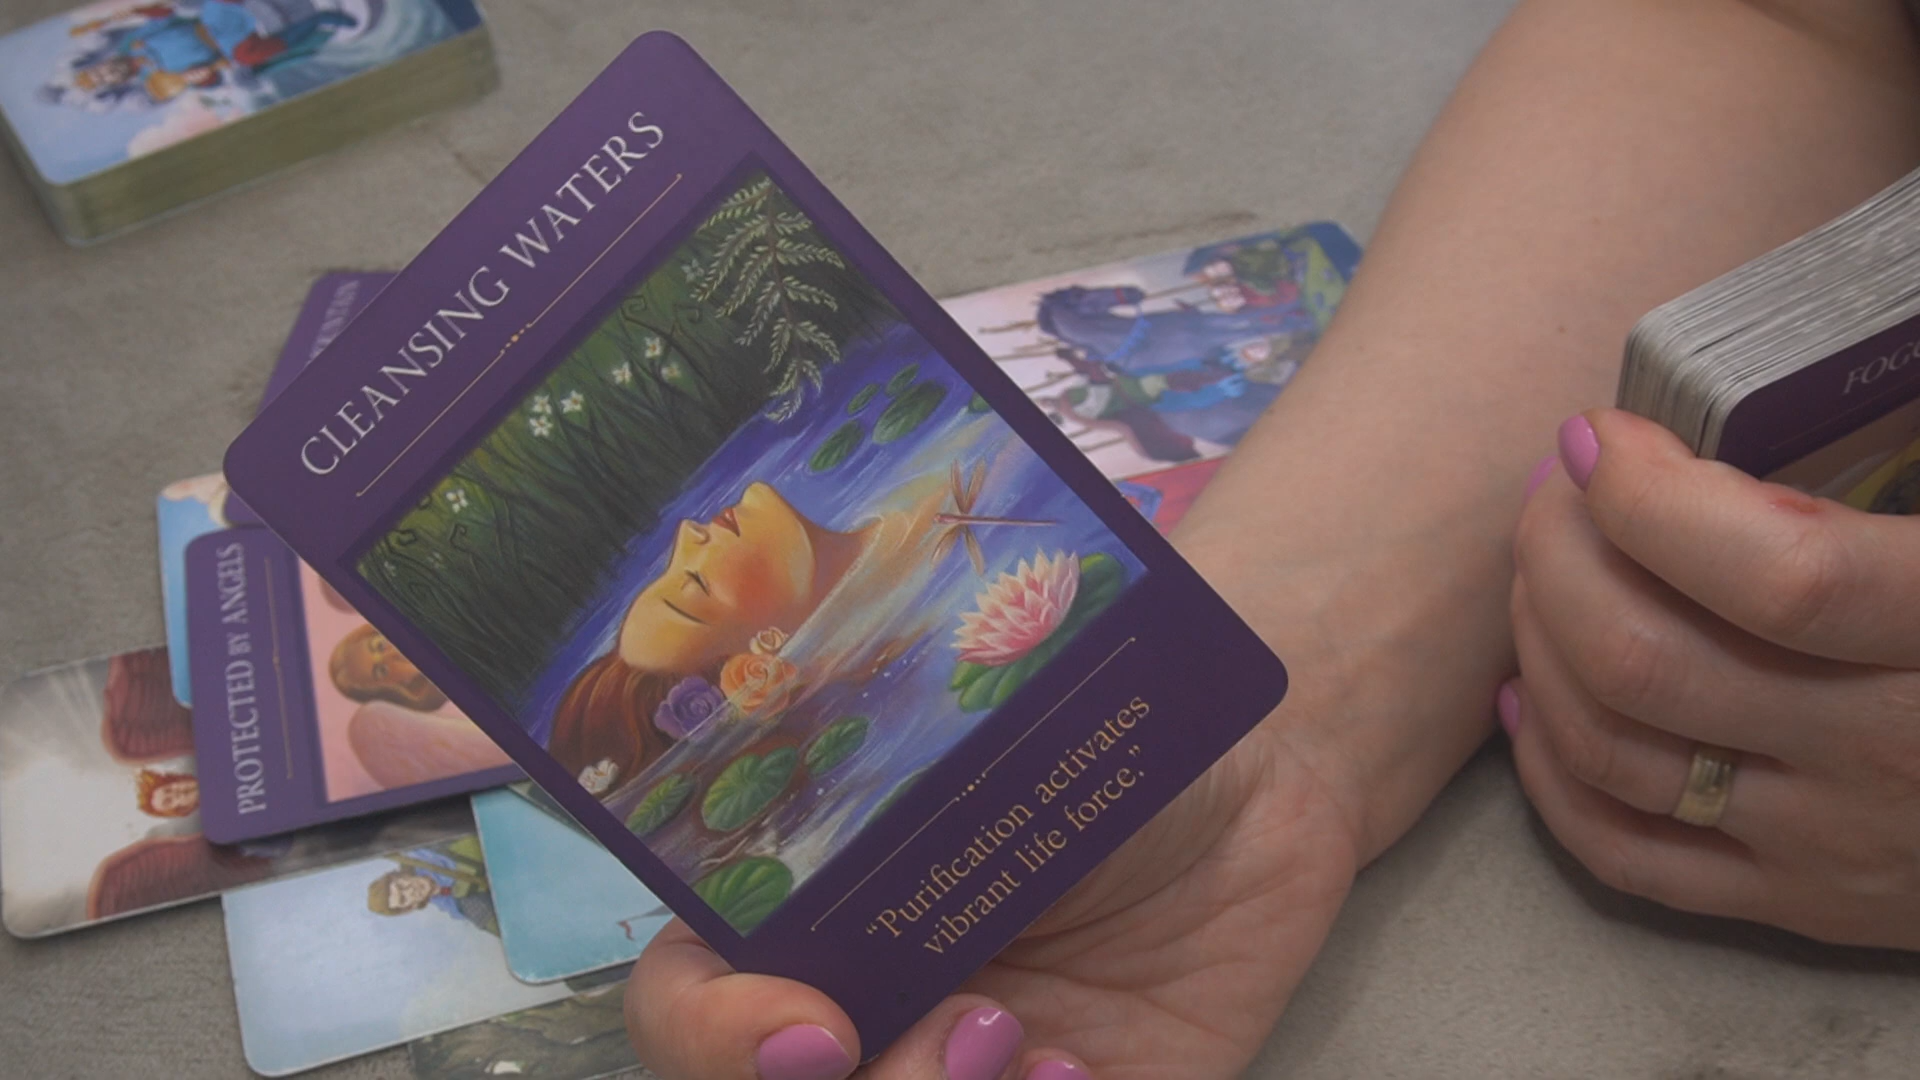 CLEANSING WATERS
“Purification activates
vibrant life force.”
PROTECTED BY ANGELS